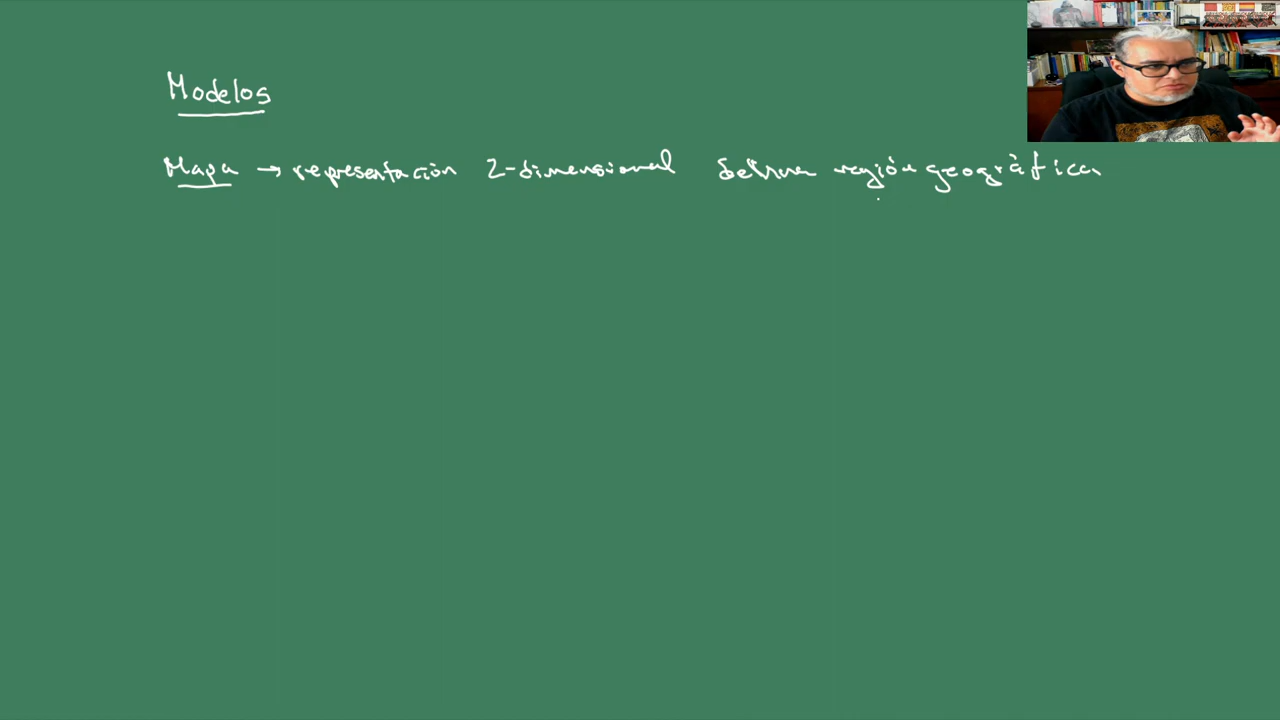 Modelos
Mapa → representación 2-dimensional de una región geográfica